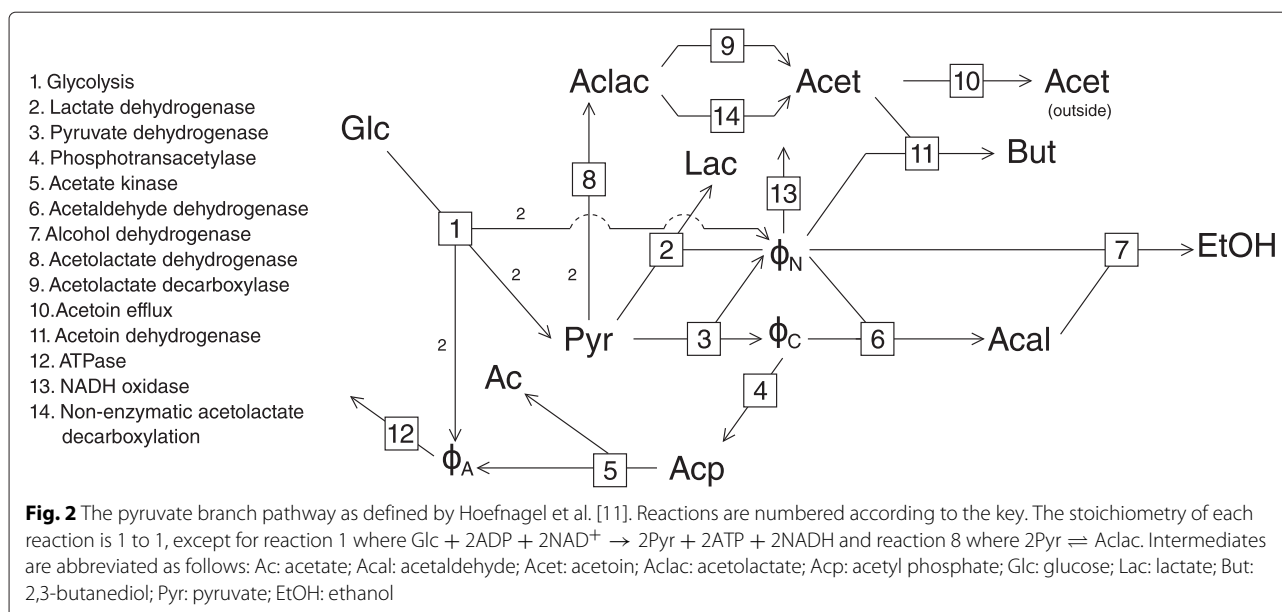 1. Glycolysis
2. Lactate dehydrogenase
3. Pyruvate dehydrogenase
4. Phosphotransacetylase
5. Acetate kinase
6. Acetaldehyde dehydrogenase
7. Alcohol dehydrogenase
8. Acetolactate dehydrogenase
9. Acetolactate decarboxylase
10.Acetoin efflux
11. Acetoin dehydrogenase
12. ATPase
13. NADH oxidase
14. Non-enzymatic acetolactate
decarboxylation
9
Aclac
Acet
10
Acet
(outside)
14
Glc
11
But
Lac
8
13
2
1
2
ϕN
7
EtOH
2
2
Pyr
3
ϕC
6
Acal
2
Ac
4
12
ϕA
5
Acp
Fig. 2 The pyruvate branch pathway as defined by Hoefnagel et al. [11]. Reactions are numbered according to the key. The stoichiometry of each
reaction is 1 to 1, except for reaction 1 where Glc + 2ADP + 2NAD⁺ → 2Pyr + 2ATP + 2NADH and reaction 8 where 2Pyr ⇌ Aclac. Intermediates
are abbreviated as follows: Ac: acetate; Acal: acetaldehyde; Acet: acetoin; Aclac: acetolactate; Acp: acetyl phosphate; Glc: glucose; Lac: lactate; But:
2,3-butanediol; Pyr: pyruvate; EtOH: ethanol